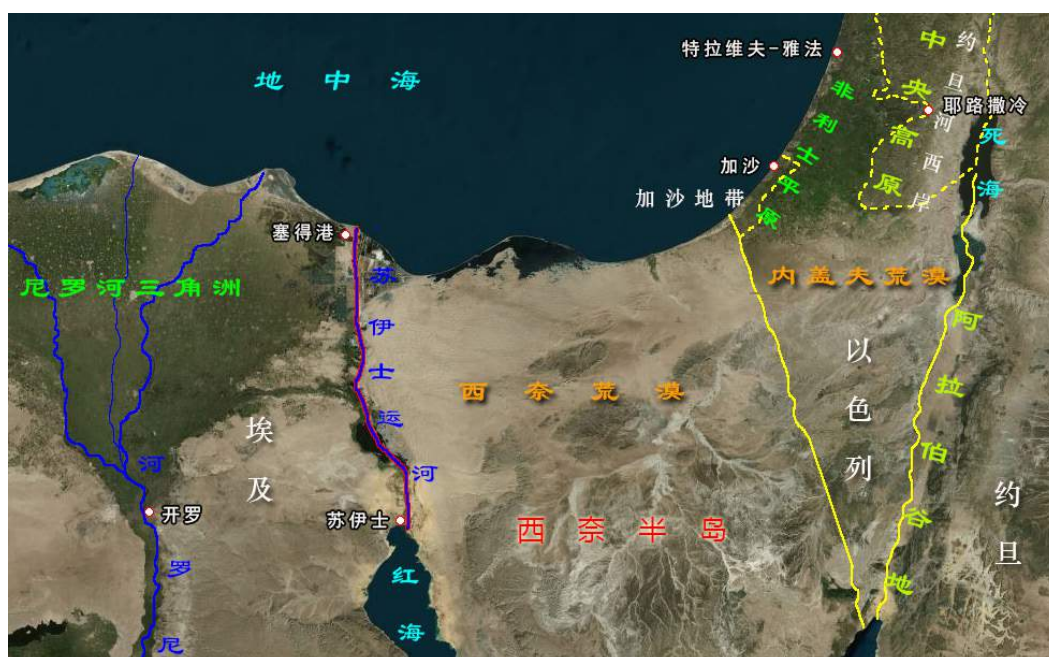 地中海
特拉维夫-雅法
中央高原
约旦河西岸
耶路撒冷
死海
非利士平原
加沙
加沙地带
塞得港
尼罗河三角洲
苏伊士运河
内盖夫荒漠
西奈荒漠
以色列
阿拉伯谷地
埃及
开罗
苏伊士
西奈半岛
约旦
红海
尼罗河